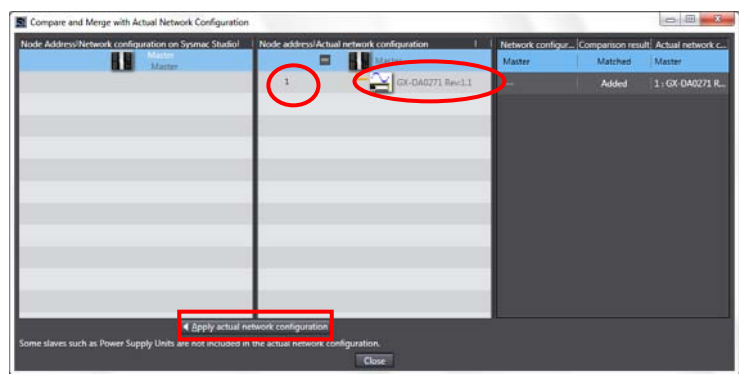 Compare and Merge with Actual Network Configuration
Node Address|Network configuration on Sysmac Studio|
Node address|Actual network configuration
Network configur... Comparison result Actual network c...
Master
Master
Master
Master Matched Master
1
GX-DA0271 Rev:1.1
--- Added 1 : GX-DA0271 R...
Apply actual network configuration
Some slaves such as Power Supply Units are not included in the actual network configuration.
Close